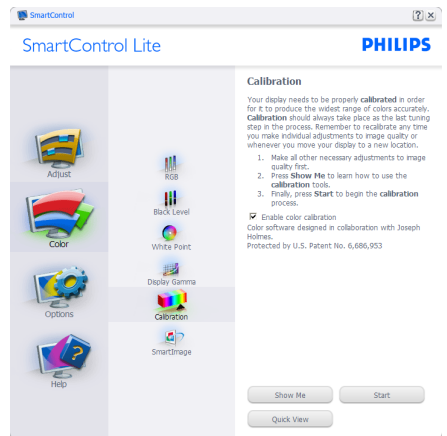 SmartControl
SmartControl Lite
PHILIPS
Adjust
Color
Options
Help
RGB
Black Level
White Point
Display Gamma
Calibration
SmartImage
Calibration
Your display needs to be properly calibrated in order
for it to produce the widest range of colors accurately.
Calibration should always take place as the last tuning
step in the process. Remember to recalibrate any time
you make individual adjustments to image quality or
whenever you move your display to a new location.
1. Make all other necessary adjustments to image
quality first.
2. Press Show Me to learn how to use the
calibration tools.
3. Finally, press Start to begin the calibration
process.
Enable color calibration
Color software designed in collaboration with Joseph
Holmes.
Protected by U.S. Patent No. 6,686,953
Show Me
Start
Quick View